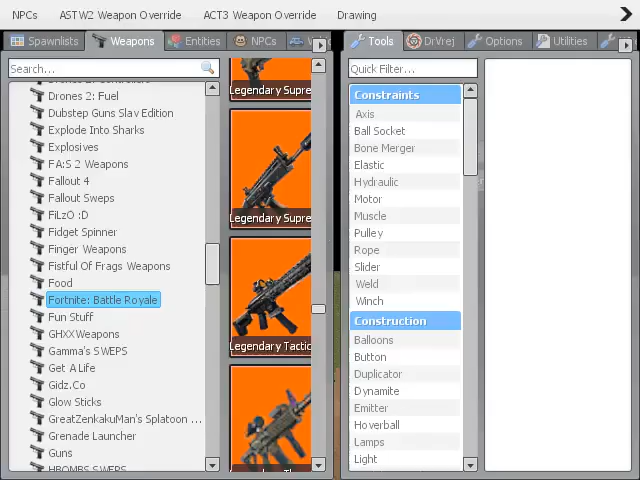 NPCs
ASTW2 Weapon Override
ACT3 Weapon Override
Drawing
Spawnlists
Weapons
Entities
NPCs
Search...
Drones 2: Fuel
Dubstep Guns Slav Edition
Explode Into Sharks
Explosives
FA:S 2 Weapons
Fallout 4
Fallout Sweps
FiLzO :D
Fidget Spinner
Finger Weapons
Fistful Of Frags Weapons
Food
Fortnite: Battle Royale
Fun Stuff
GHXXWeapons
Gamma's SWEPS
Get A Life
Gidz.Co
Glow Sticks
GreatZenkakuMan's Splatoon ...
Grenade Launcher
Guns
HBOMBS SWEPS
Legendary Supre
Legendary Supre
Legendary Tactic
Tools
DrVrej
Options
Utilities
Quick Filter...
Constraints
Axis
Ball Socket
Bone Merger
Elastic
Hydraulic
Motor
Muscle
Pulley
Rope
Slider
Weld
Winch
Construction
Balloons
Button
Duplicator
Dynamite
Emitter
Hoverball
Lamps
Light